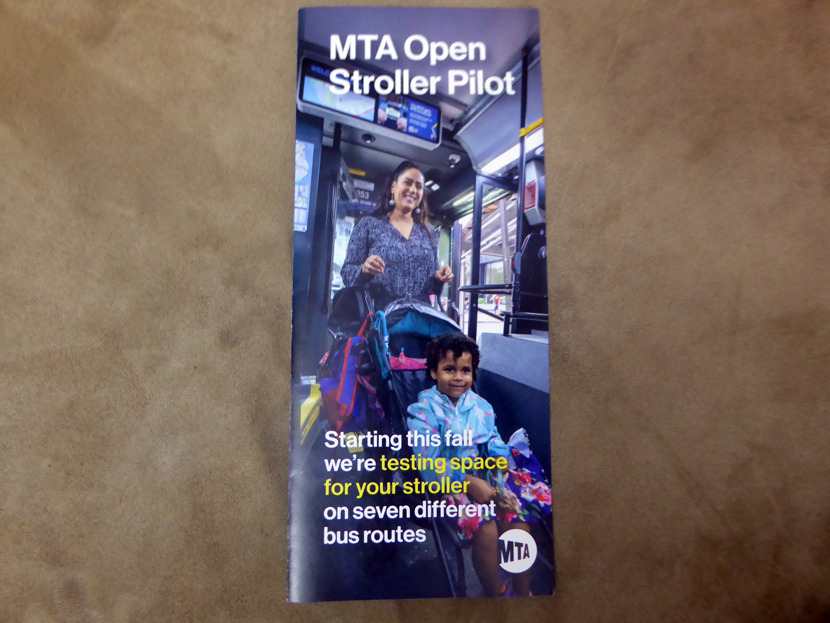 MTA Open
Stroller Pilot
Starting this fall
we're testing space
for your stroller
on seven different
bus routes
MTA